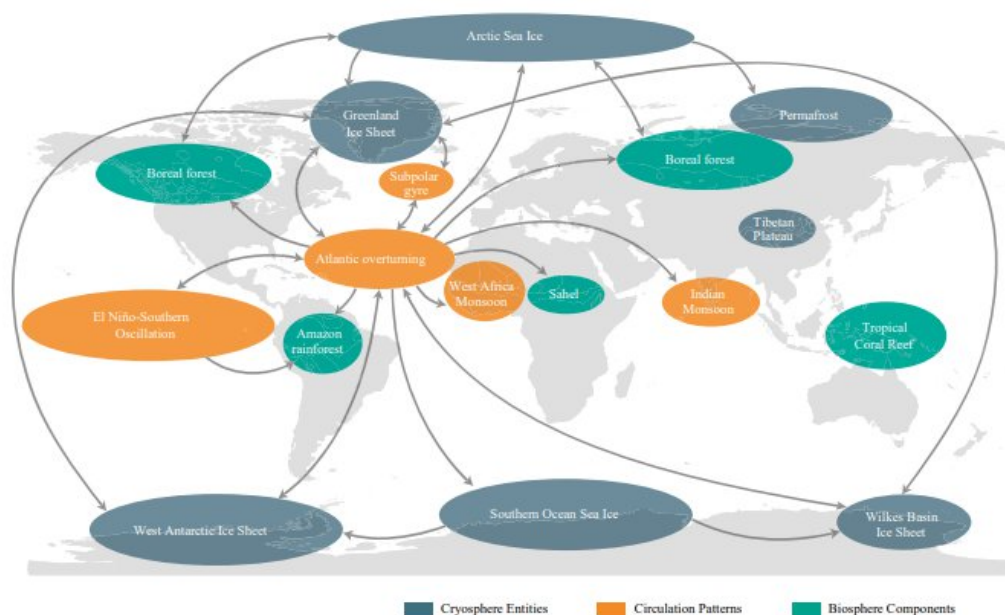 Arctic Sea Ice
Greenland
Ice Sheet
Permafrost
Boreal forest
Boreal forest
Subpolar
gyre
Tibetan
Plateau
Atlantic overturning
West Africa
Monsoon
Sahel
Indian
Monsoon
El Niño-Southern
Oscillation
Amazon
rainforest
Tropical
Coral Reef
West Antarctic Ice Sheet
Southern Ocean Sea Ice
Wilkes Basin
Ice Sheet
Cryosphere Entities
Circulation Patterns
Biosphere Components